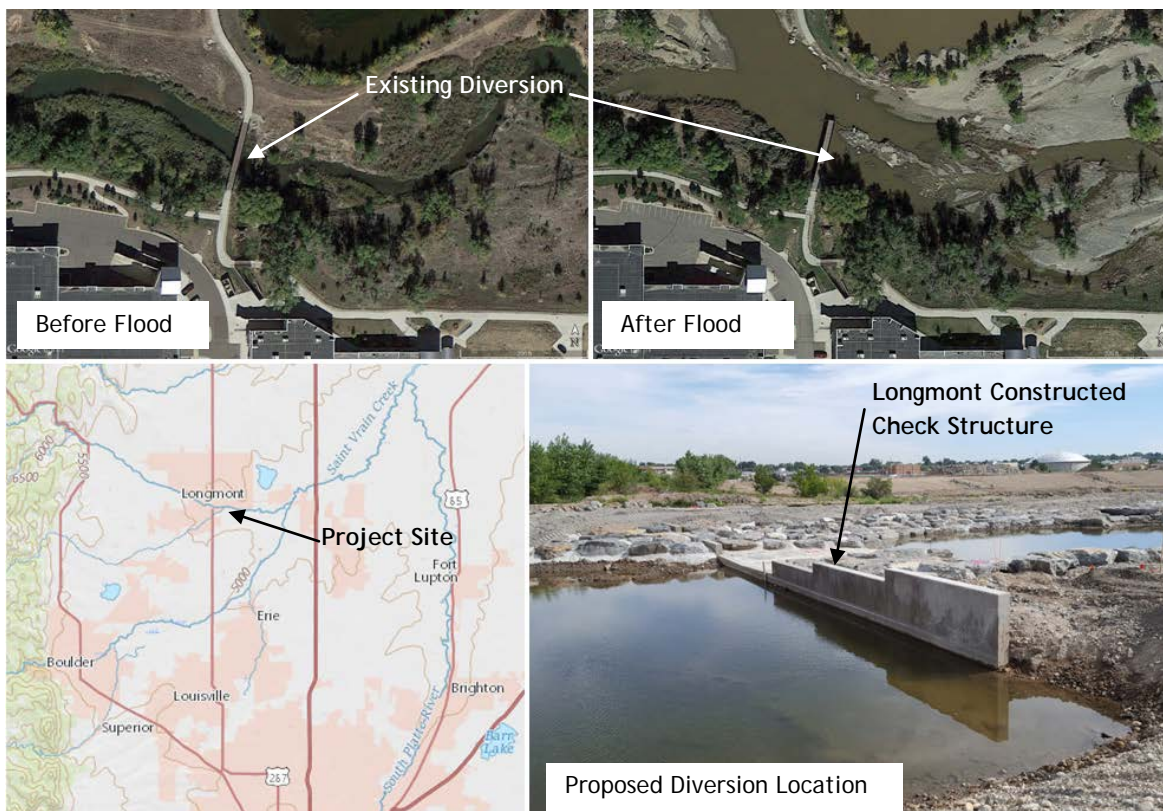 Existing Diversion
Before Flood
N
After Flood
N
Saint Vrain Creek
6000
5500
6500
Longmont
Project Site
85
5000
Fort
Lupton
Erie
Boulder
Louisville
Brighton
Superior
South Platte River
Barr
Lake
287
Longmont Constructed
Check Structure
Proposed Diversion Location